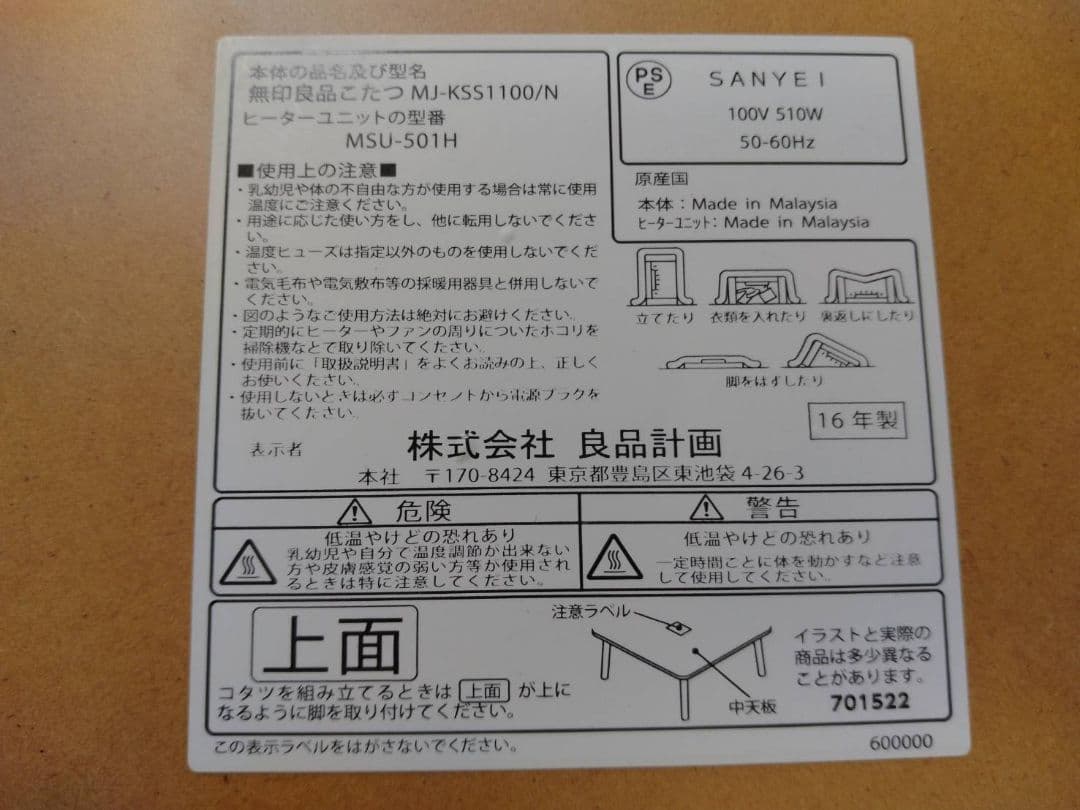 本体の品名及び型名
無印良品こたつ MJ-KSS1100/N
ヒーターユニットの型番
MSU-501H
■使用上の注意■
・乳幼児や体の不自由な方が使用する場合は常に使用
温度にご注意ください。
・用途に応じた使い方をし、他に転用しないでくださ
い。
・温度ヒューズは指定以外のものを使用しないでくだ
さい。
・電気毛布や電気敷布等の採暖用器具と併用しないで
ください。
・図のようなご使用方法は絶対にお避けください。
・定期的にヒーターやファンの周りについたホコリを
掃除機などで取り除いてください。
・使用前に「取扱説明書」をよくお読みの上、正しく
お使いください。
・使用しないときは必ずコンセントから電源プラグを
抜いてください。
PS
E
SANYEI
100V 510W
50-60Hz
原産国
本体：Made in Malaysia
ヒーターユニット：Made in Malaysia
立てたり 衣類を入れたり 裏返しにしたり
脚をはずしたり
16年製
表示者 株式会社 良品計画
本社 〒170-8424 東京都豊島区東池袋 4-26-3
危険
低温やけどの恐れあり
乳幼児や自分で温度調節が出来ない
方や皮膚感覚の弱い方等が使用され
るときは特に注意してください。
警告
低温やけどの恐れあり
一定時間ごとに体を動かすなど注意
して使用してください。
上面
コタツを組み立てるときは 上面 が上に
なるように脚を取り付けてください。
注意ラベル
中天板
イラストと実際の
商品は多少異なる
ことがあります。
701522
この表示ラベルをはがさないでください。
600000